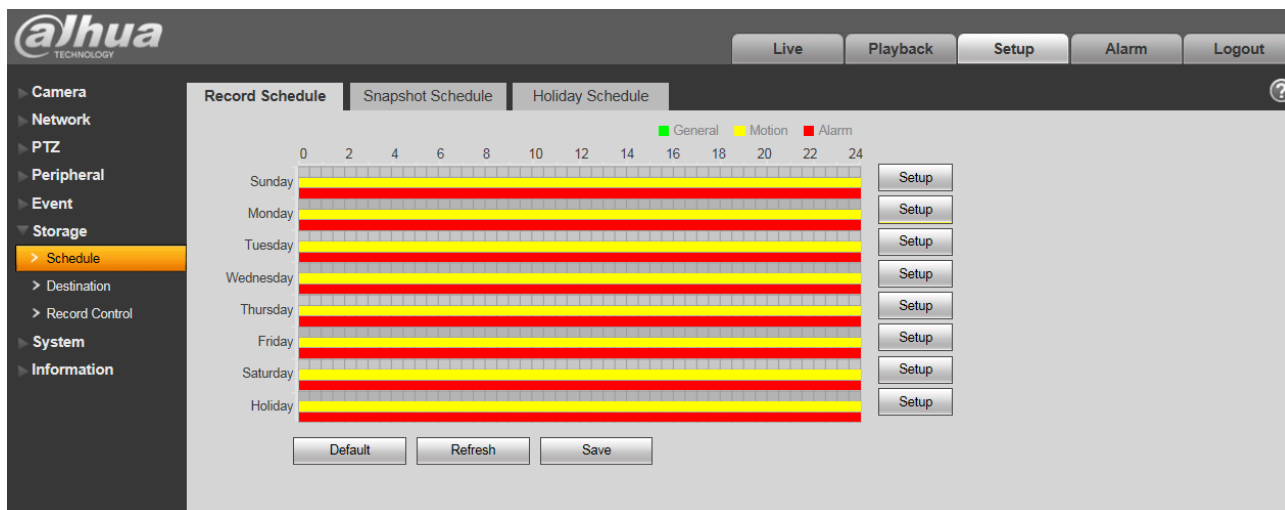 alhua
TECHNOLOGY
Live Playback Setup Alarm Logout
Camera
Network
PTZ
Peripheral
Event
Storage
> Schedule
> Destination
> Record Control
System
Information
Record Schedule Snapshot Schedule Holiday Schedule
?
General Motion Alarm
0 2 4 6 8 10 12 14 16 18 20 22 24
Sunday Setup
Monday Setup
Tuesday Setup
Wednesday Setup
Thursday Setup
Friday Setup
Saturday Setup
Holiday Setup
Default Refresh Save